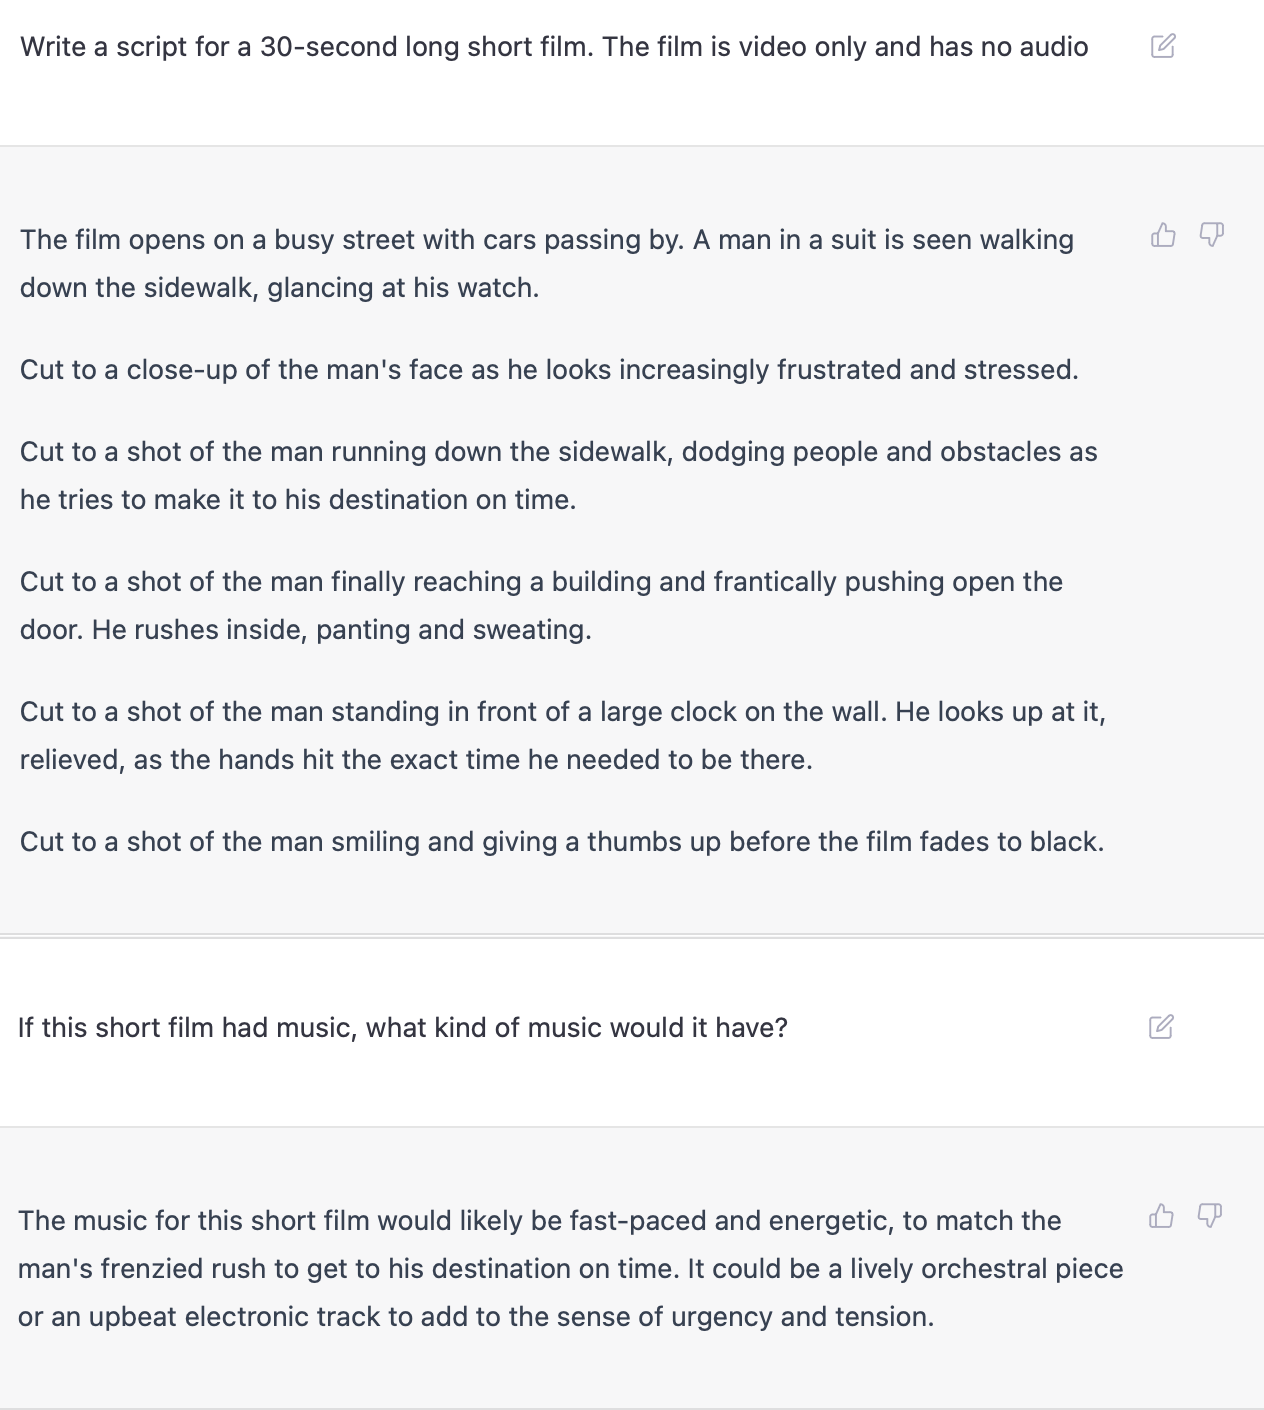 Write a script for a 30-second long short film. The film is video only and has no audio
The film opens on a busy street with cars passing by. A man in a suit is seen walking
down the sidewalk, glancing at his watch.
Cut to a close-up of the man's face as he looks increasingly frustrated and stressed.
Cut to a shot of the man running down the sidewalk, dodging people and obstacles as
he tries to make it to his destination on time.
Cut to a shot of the man finally reaching a building and frantically pushing open the
door. He rushes inside, panting and sweating.
Cut to a shot of the man standing in front of a large clock on the wall. He looks up at it,
relieved, as the hands hit the exact time he needed to be there.
Cut to a shot of the man smiling and giving a thumbs up before the film fades to black.
If this short film had music, what kind of music would it have?
The music for this short film would likely be fast-paced and energetic, to match the
man's frenzied rush to get to his destination on time. It could be a lively orchestral piece
or an upbeat electronic track to add to the sense of urgency and tension.